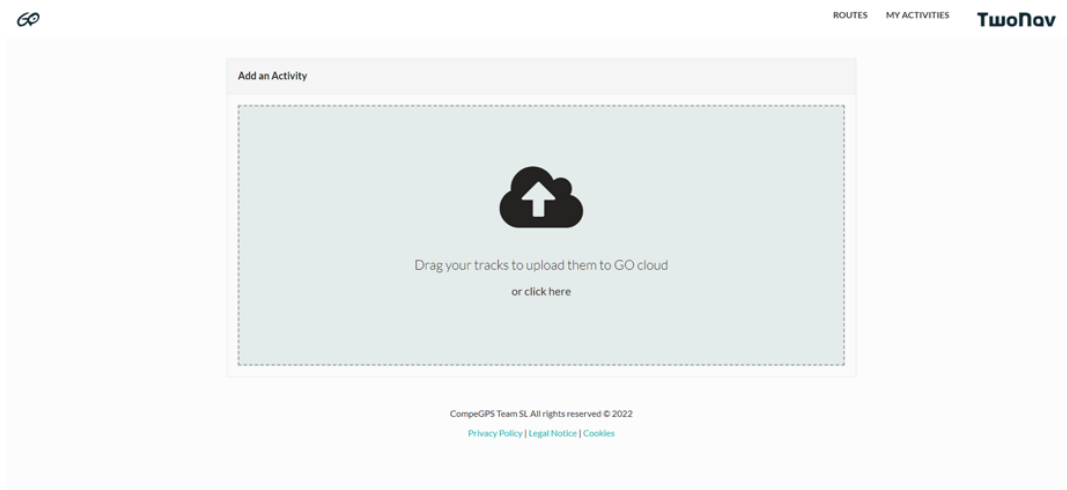 GO
ROUTES
MY ACTIVITIES
TwoNav
Add an Activity
Drag your tracks to upload them to GO cloud
or click here
CompeGPS Team SL All rights reserved © 2022
Privacy Policy | Legal Notice | Cookies